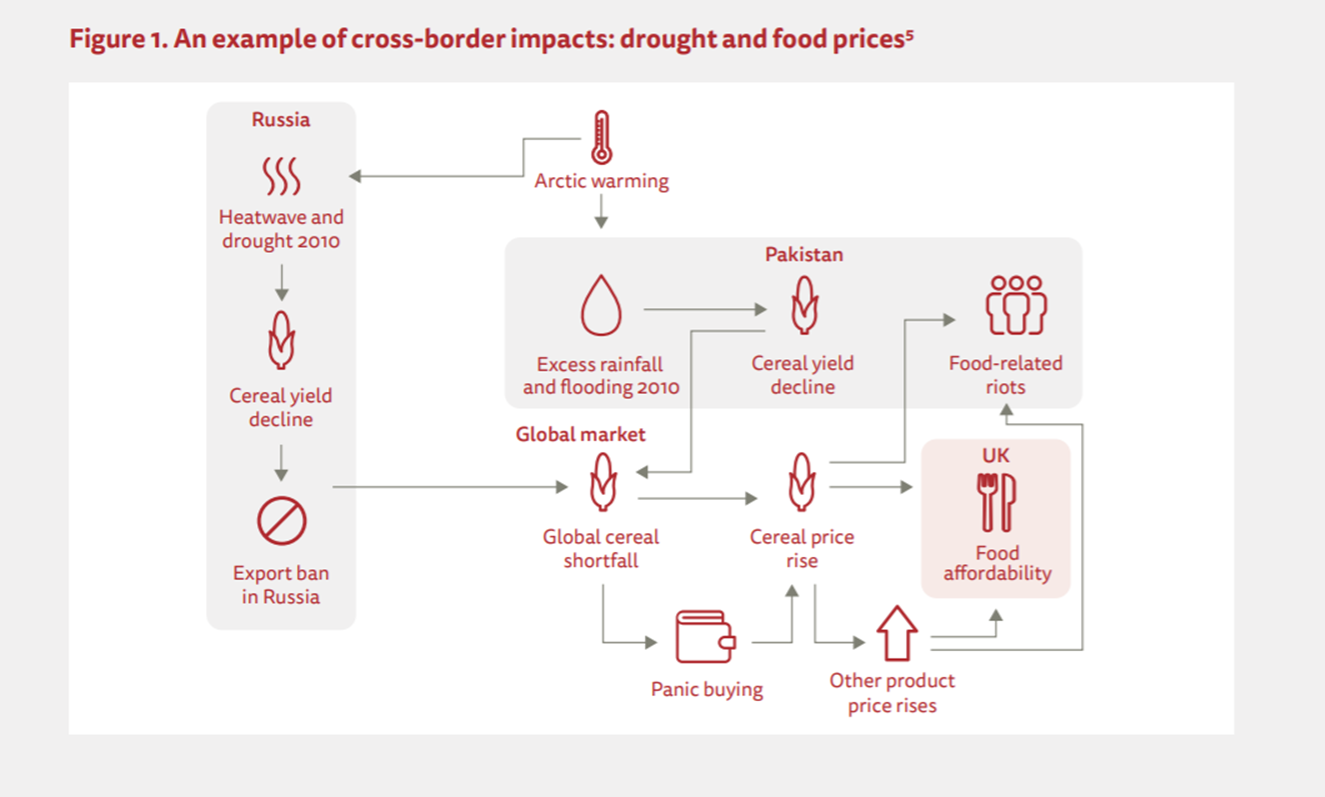 Figure 1. An example of cross-border impacts: drought and food prices⁵
Russia
Heatwave and
drought 2010
Cereal yield
decline
Export ban
in Russia
Arctic warming
Pakistan
Excess rainfall
and flooding 2010
Cereal yield
decline
Food-related
riots
Global market
Global cereal
shortfall
Cereal price
rise
UK
Food
affordability
Panic buying
Other product
price rises